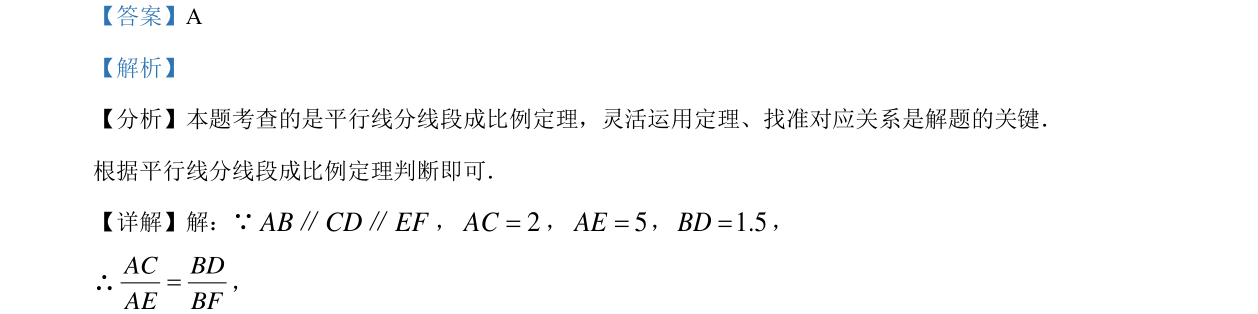 【答案】A
【解析】
【分析】本题考查的是平行线分线段成比例定理，灵活运用定理、找准对应关系是解题的关键．
根据平行线分线段成比例定理判断即可．
【详解】解：∵ AB∥CD∥EF，AC=2，AE=5，BD=1.5，
∴ AC/AE = BD/BF，